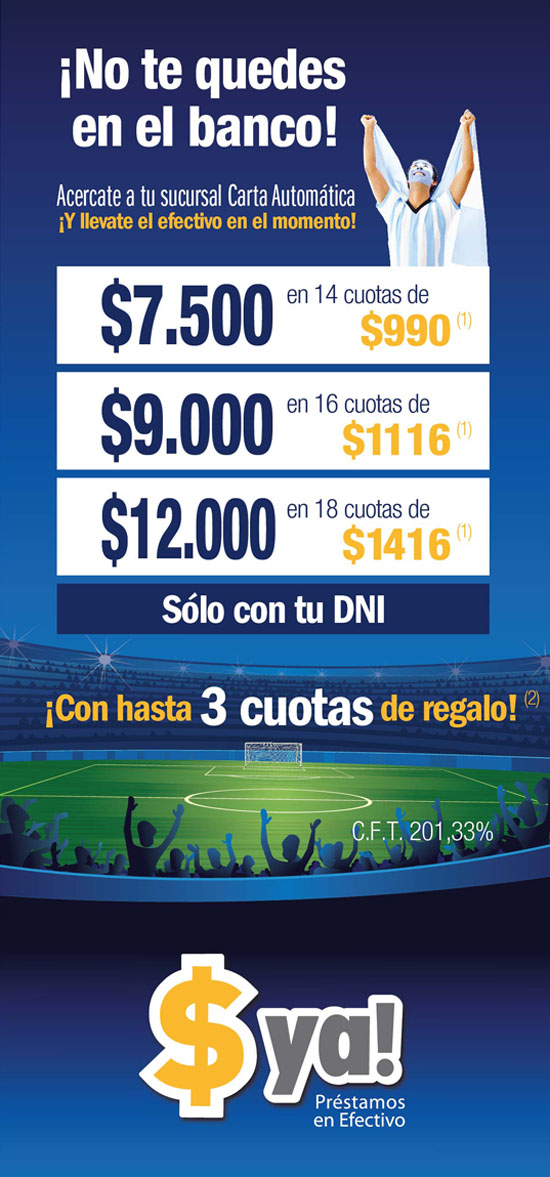 ¡No te quedes
en el banco!
Acercate a tu sucursal Carta Automática
¡Y llevate el efectivo en el momento!
$7.500 en 14 cuotas de
$990 (1)
$9.000 en 16 cuotas de
$1116 (1)
$12.000 en 18 cuotas de
$1416 (1)
Sólo con tu DNI
¡Con hasta 3 cuotas de regalo! (2)
C.F.T. 201,33%
$ ya!
Préstamos
en Efectivo